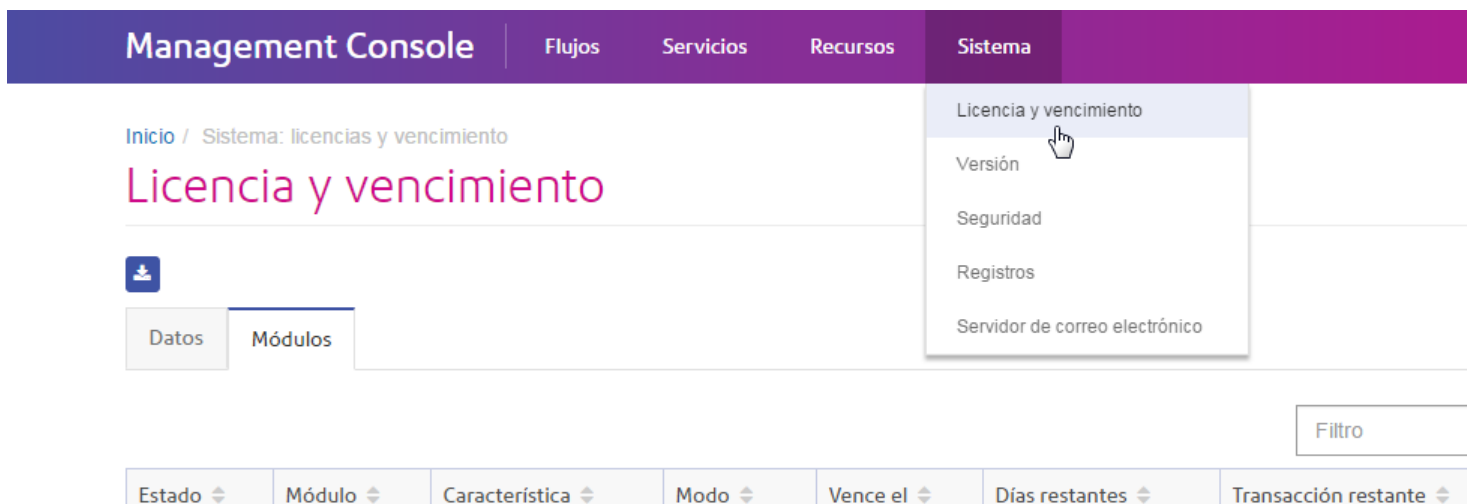 Management Console Flujos Servicios Recursos Sistema
Licencia y vencimiento
Versión
Seguridad
Registros
Servidor de correo electrónico
Inicio / Sistema: licencias y vencimiento
Licencia y vencimiento
Datos Módulos
Filtro
Estado Módulo Característica Modo Vence el Días restantes Transacción restante